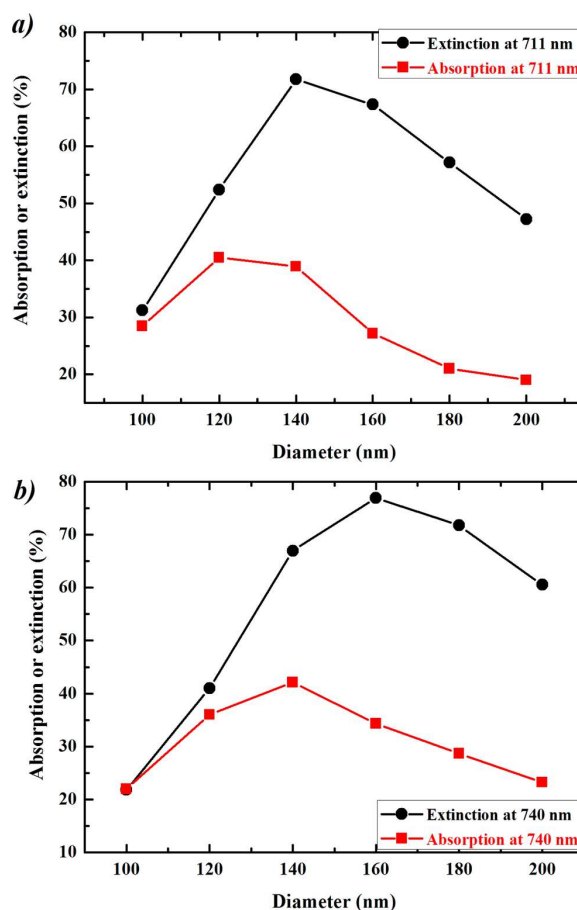 a)
80
70
60
50
40
30
20
Absorption or extinction (%)
Extinction at 711 nm
Absorption at 711 nm
100 120 140 160 180 200
Diameter (nm)
b)
80
70
60
50
40
30
20
10
Absorption or extinction (%)
Extinction at 740 nm
Absorption at 740 nm
100 120 140 160 180 200
Diameter (nm)